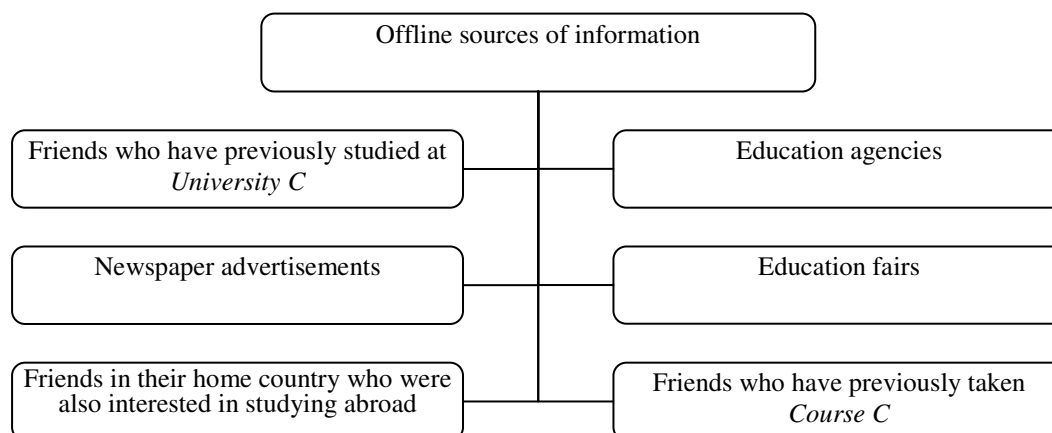 Offline sources of information
Friends who have previously studied at
University C
Education agencies
Newspaper advertisements
Education fairs
Friends in their home country who were
also interested in studying abroad
Friends who have previously taken
Course C